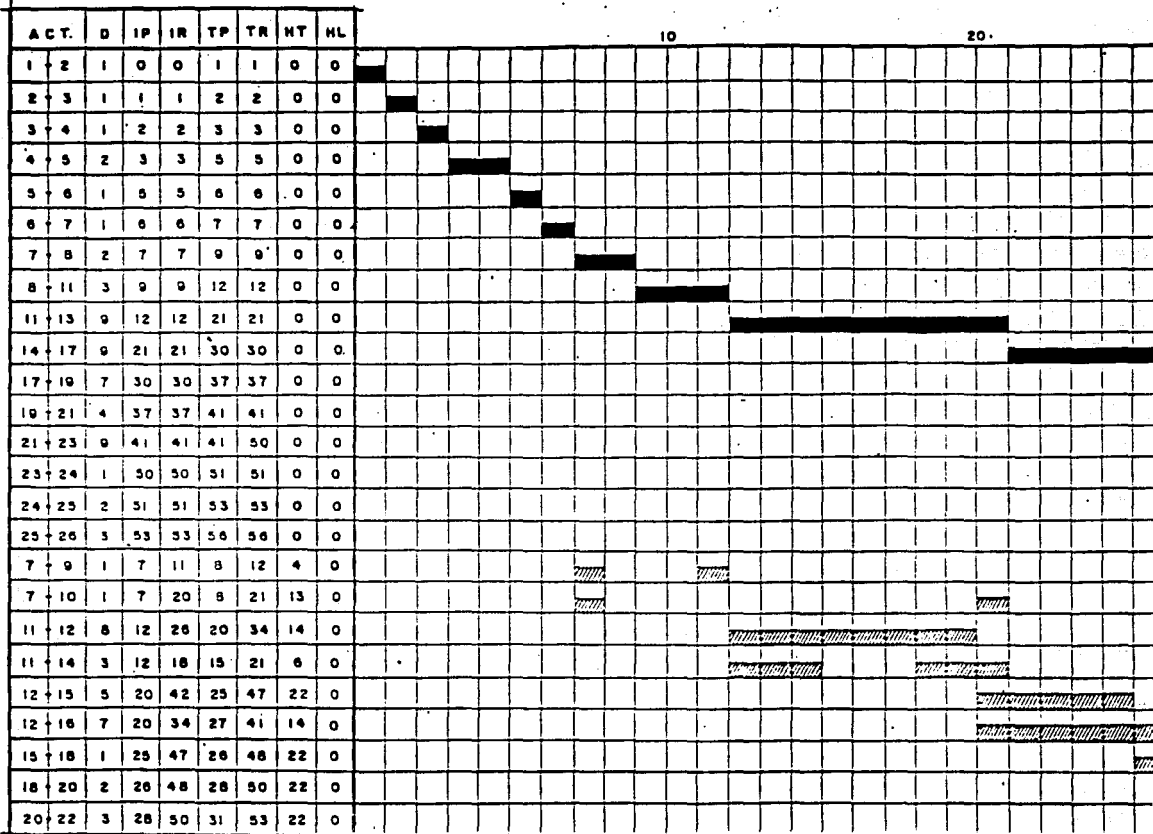 ACT. D IP IR TP TR HT HL 10 20
1 + 2 1 0 0 1 1 0 0
2 + 3 1 1 1 2 2 0 0
3 + 4 1 2 2 3 3 0 0
4 + 5 2 3 3 5 5 0 0
5 + 6 1 5 5 6 6 0 0
6 + 7 1 6 6 7 7 0 0
7 + 8 2 7 7 9 9 0 0
8 + 11 3 9 9 12 12 0 0
11 + 13 9 12 12 21 21 0 0
14 + 17 9 21 21 30 30 0 0
17 + 19 7 30 30 37 37 0 0
19 + 21 4 37 37 41 41 0 0
21 + 23 9 41 41 41 50 0 0
23 + 24 1 50 50 51 51 0 0
24 + 25 2 51 51 53 53 0 0
25 + 26 3 53 53 56 56 0 0
7 + 9 1 7 11 8 12 4 0
7 + 10 1 7 20 8 21 13 0
11 + 12 8 12 26 20 34 14 0
11 + 14 3 12 18 15 21 6 0
12 + 15 5 20 42 25 47 22 0
12 + 16 7 20 34 27 41 14 0
15 + 18 1 25 47 26 48 22 0
18 + 20 2 26 48 28 50 22 0
20 + 22 3 28 50 31 53 22 0